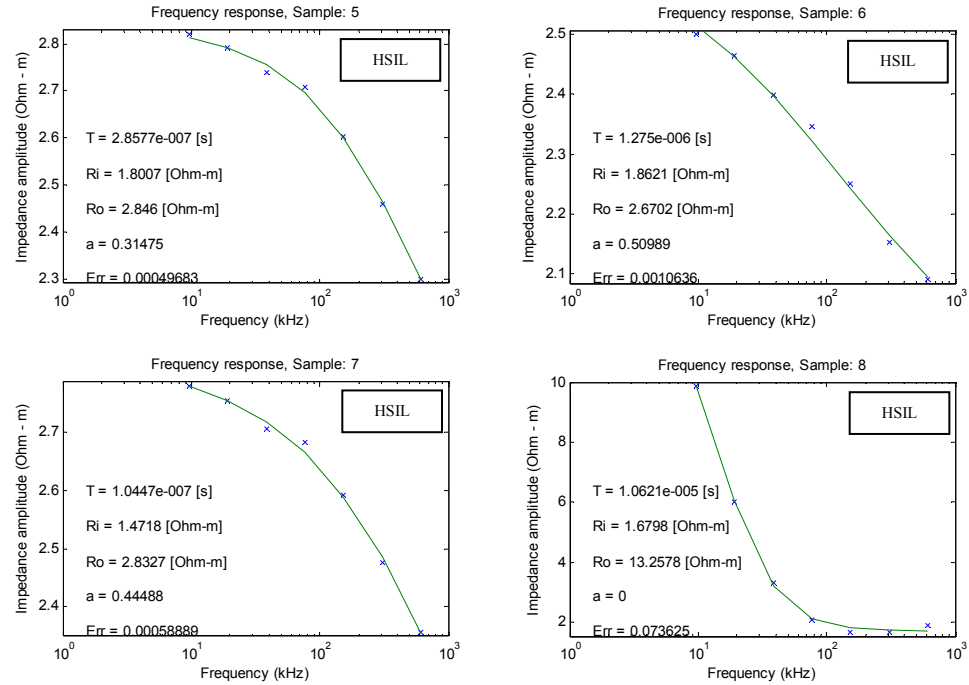 Frequency response, Sample: 5
HSIL
Impedance amplitude (Ohm - m)
2.8
2.7
2.6
2.5
2.4
2.3
T = 2.8577e-007 [s]
Ri = 1.8007 [Ohm-m]
Ro = 2.846 [Ohm-m]
a = 0.31475
Err = 0.00049683
10^0 10^1 10^2 10^3
Frequency (kHz)
Frequency response, Sample: 6
HSIL
Impedance amplitude (Ohm - m)
2.5
2.4
2.3
2.2
2.1
T = 1.275e-006 [s]
Ri = 1.8621 [Ohm-m]
Ro = 2.6702 [Ohm-m]
a = 0.50989
Err = 0.0010636
10^0 10^1 10^2 10^3
Frequency (kHz)
Frequency response, Sample: 7
HSIL
Impedance amplitude (Ohm - m)
2.7
2.6
2.5
2.4
T = 1.0447e-007 [s]
Ri = 1.4718 [Ohm-m]
Ro = 2.8327 [Ohm-m]
a = 0.44488
Err = 0.00058889
10^0 10^1 10^2 10^3
Frequency (kHz)
Frequency response, Sample: 8
HSIL
Impedance amplitude (Ohm - m)
10
8
6
4
2
T = 1.0621e-005 [s]
Ri = 1.6798 [Ohm-m]
Ro = 13.2578 [Ohm-m]
a = 0
Err = 0.073625
10^0 10^1 10^2 10^3
Frequency (kHz)